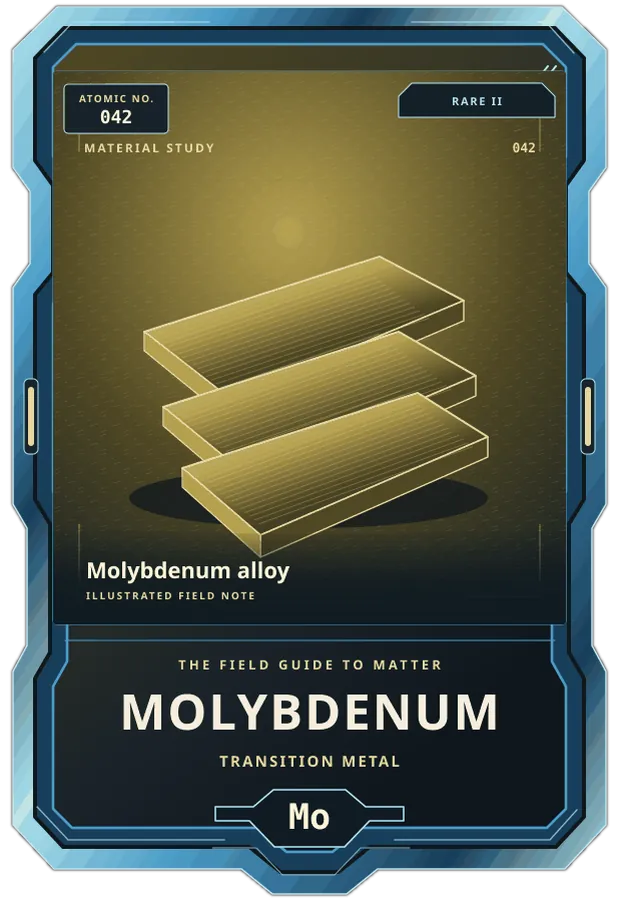 ATOMIC NO.
042
RARE II
MATERIAL STUDY
042
Molybdenum alloy
ILLUSTRATED FIELD NOTE
THE FIELD GUIDE TO MATTER
MOLYBDENUM
TRANSITION METAL
Mo